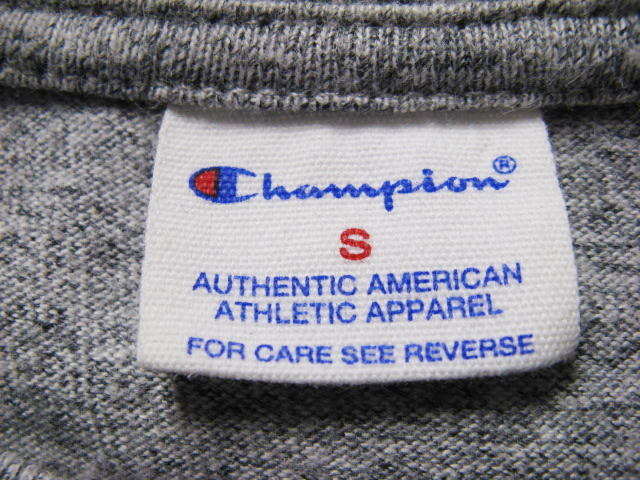 Champion®
S
AUTHENTIC AMERICAN
ATHLETIC APPAREL
FOR CARE SEE REVERSE